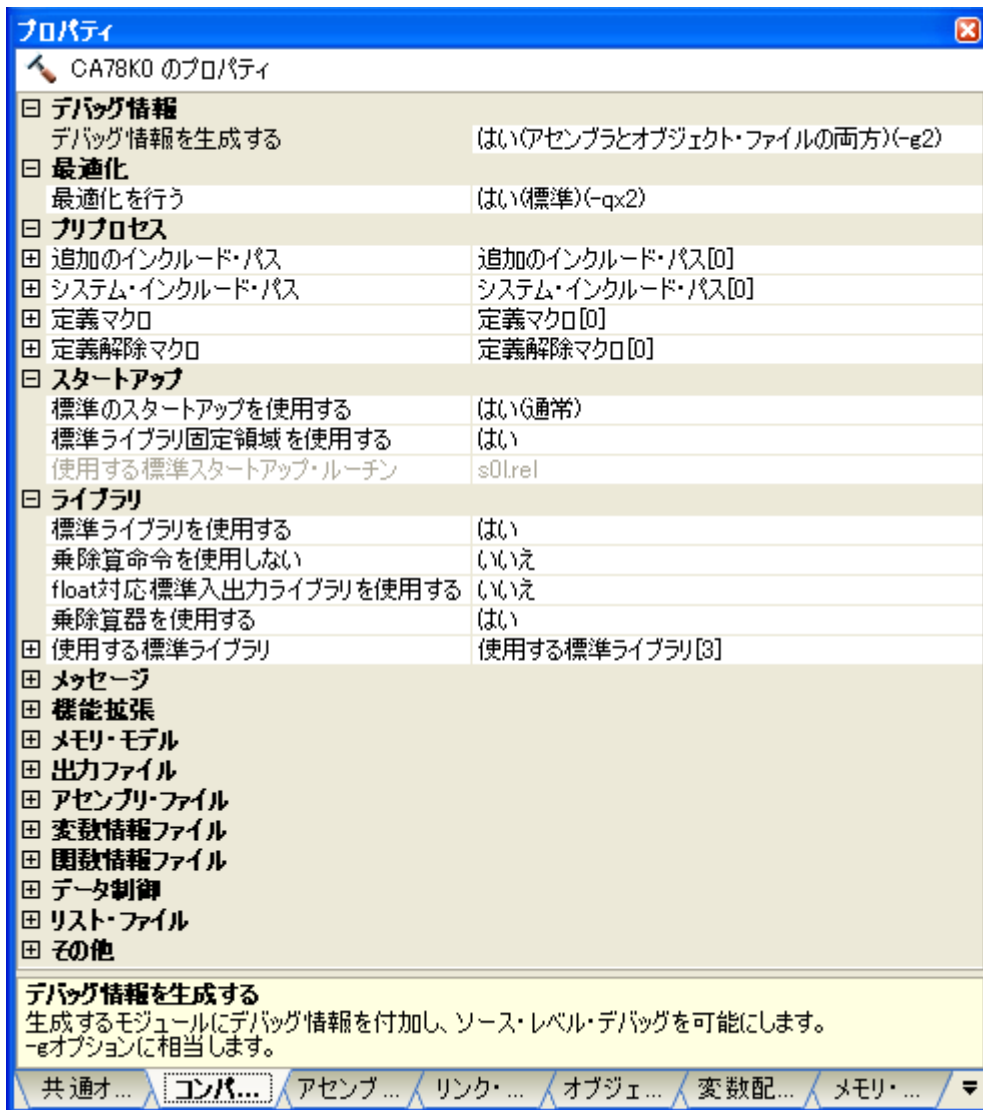 プロパティ
CA78K0 のプロパティ
デバッグ情報
デバッグ情報を生成する はい(アセンブラとオブジェクト・ファイルの両方)(-g2)
最適化
最適化を行う はい(標準)(-qx2)
プリプロセス
追加のインクルード・パス 追加のインクルード・パス[0]
システム・インクルード・パス システム・インクルード・パス[0]
定義マクロ 定義マクロ[0]
定義解除マクロ 定義解除マクロ[0]
スタートアップ
標準のスタートアップを使用する はい(通常)
標準ライブラリ固定領域を使用する はい
使用する標準スタートアップ・ルーチン s0l.rel
ライブラリ
標準ライブラリを使用する はい
乗除算命令を使用しない いいえ
float対応標準入出力ライブラリを使用する いいえ
乗除算器を使用する はい
使用する標準ライブラリ 使用する標準ライブラリ[3]
メッセージ
機能拡張
メモリ・モデル
出力ファイル
アセンブリ・ファイル
変数情報ファイル
関数情報ファイル
データ制御
リスト・ファイル
その他
デバッグ情報を生成する
生成するモジュールにデバッグ情報を付加し、ソース・レベル・デバッグを可能にします。
-gオプションに相当します。
共通オ... コンパ... アセンブ... リンク・... オブジェ... 変数配... メモリ・...